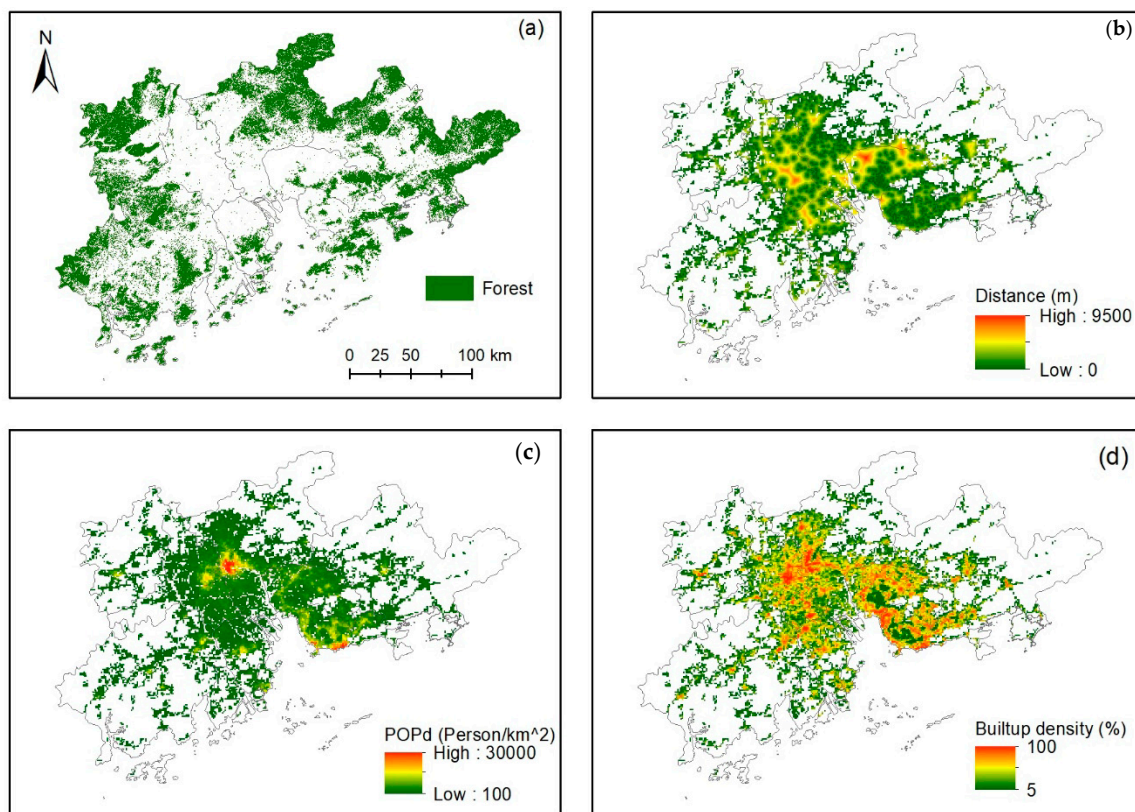 (a)
N
Forest
0 25 50 100 km
(b)
Distance (m)
High : 9500
Low : 0
(c)
POPd (Person/km^2)
High : 30000
Low : 100
(d)
Builtup density (%)
100
5